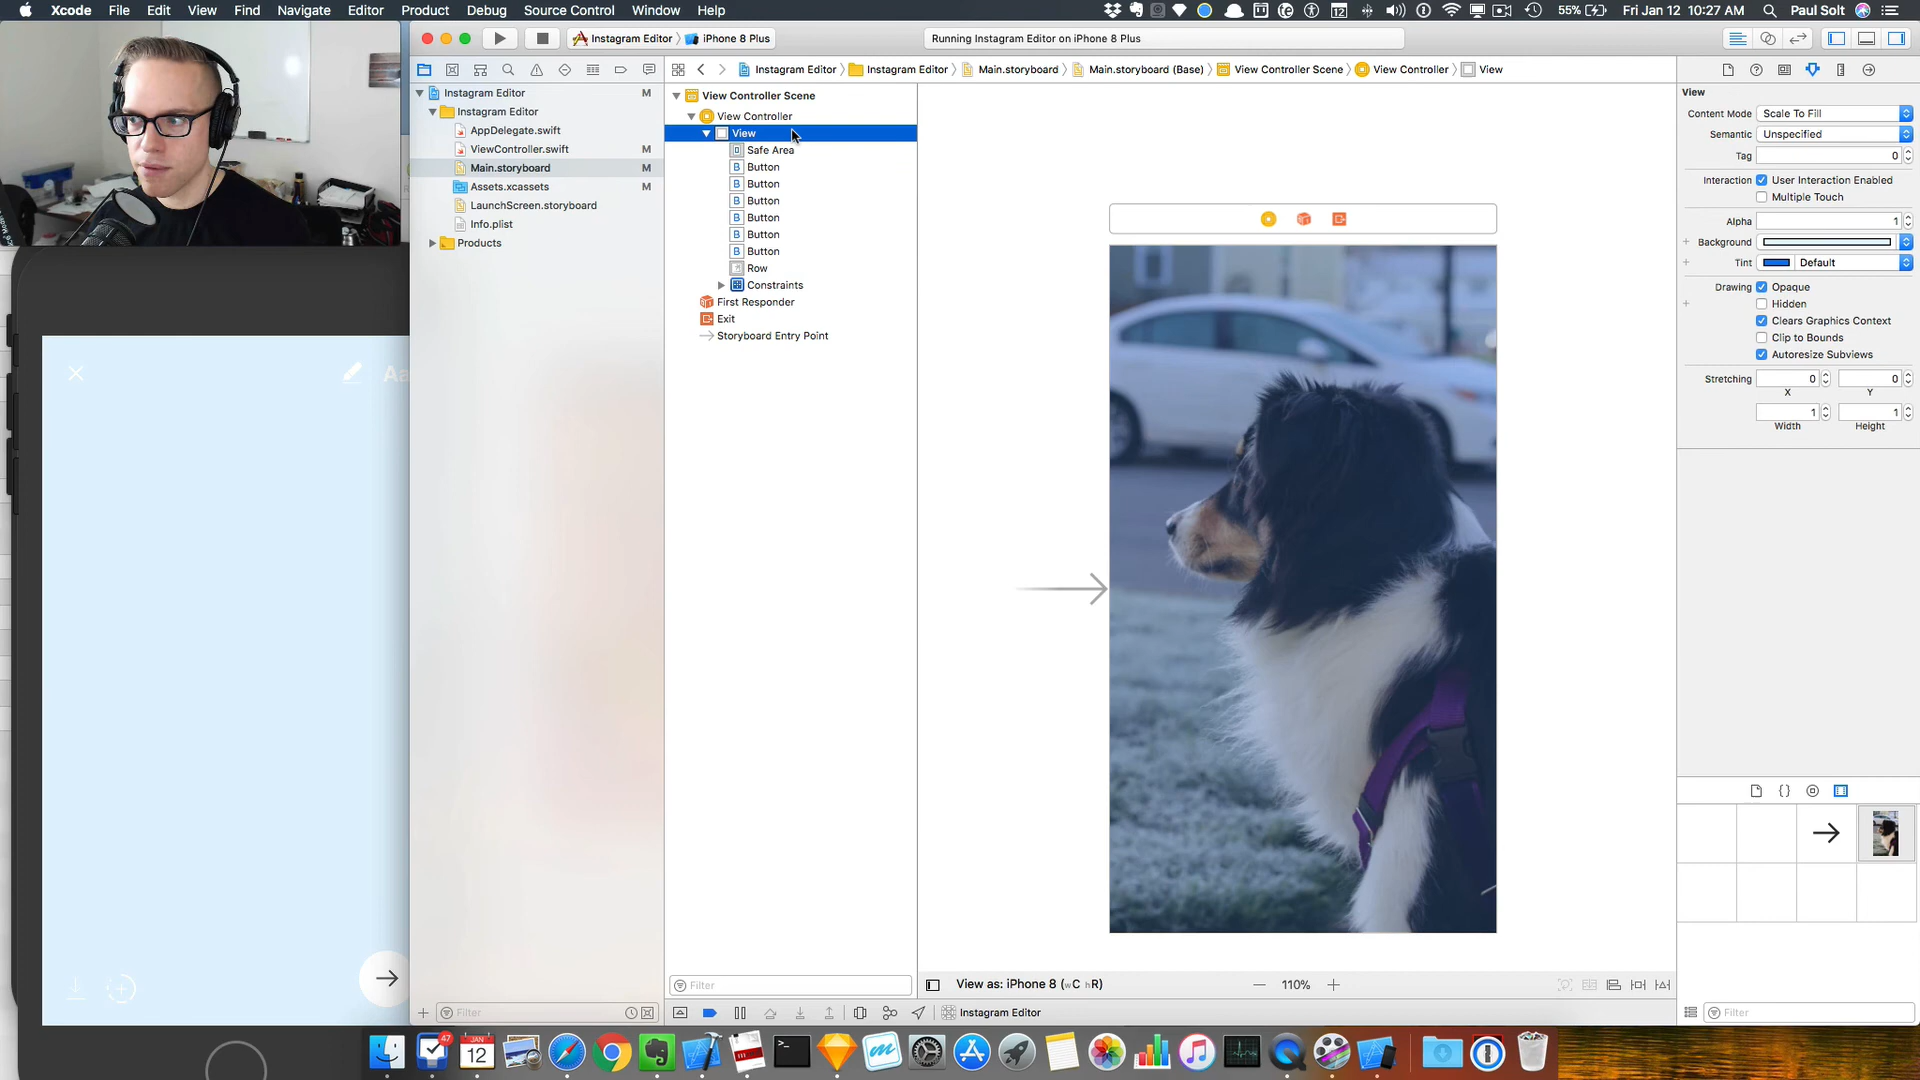 Xcode File Edit View Find Navigate Editor Product Debug Source Control Window Help
12
55% Fri Jan 12 10:27 AM Paul Solt
Instagram Editor iPhone 8 Plus
Running Instagram Editor on iPhone 8 Plus
Instagram Editor Instagram Editor Main.storyboard Main.storyboard (Base) View Controller Scene View Controller View
Instagram Editor M
Instagram Editor
AppDelegate.swift
ViewController.swift M
Main.storyboard M
Assets.xcassets M
LaunchScreen.storyboard
Info.plist
Products
View Controller Scene
View Controller
View
Safe Area
B Button
B Button
B Button
B Button
B Button
B Button
Row
Constraints
First Responder
Exit
Storyboard Entry Point
View
Content Mode Scale To Fill
Semantic Unspecified
Tag 0
Interaction User Interaction Enabled
Multiple Touch
Alpha 1
Background
Tint Default
Drawing Opaque
Hidden
Clears Graphics Context
Clip to Bounds
Autoresize Subviews
Stretching 0 0
X Y
1 1
Width Height
Aa
Filter
View as: iPhone 8 (wC hR)
110%
Filter
Instagram Editor
Filter
47
JAN
12